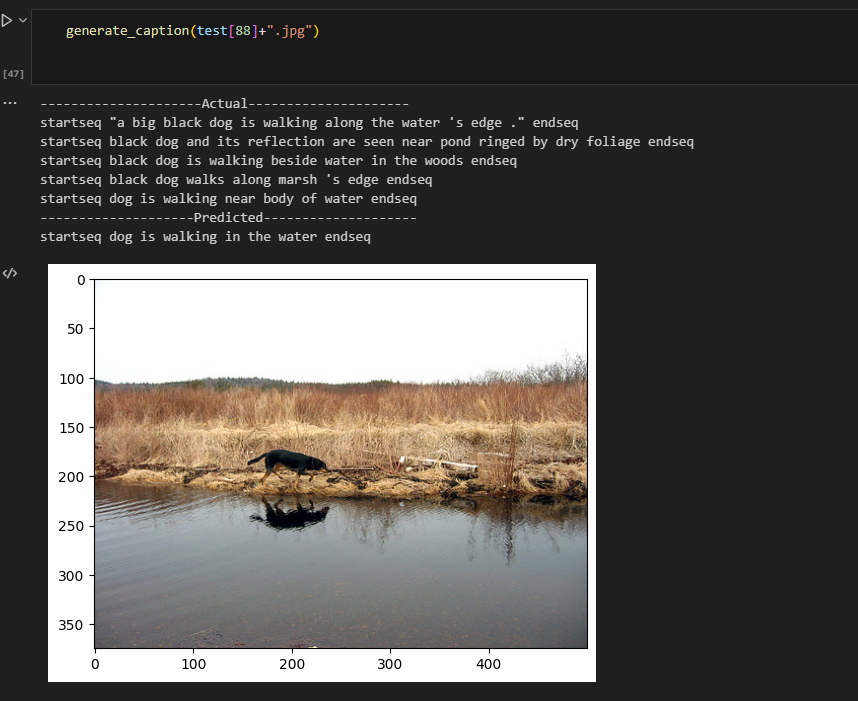 generate_caption(test[88]+".jpg")
[47]
---------------------Actual---------------------
startseq "a big black dog is walking along the water 's edge ." endseq
startseq black dog and its reflection are seen near pond ringed by dry foliage endseq
startseq black dog is walking beside water in the woods endseq
startseq black dog walks along marsh 's edge endseq
startseq dog is walking near body of water endseq
--------------------Predicted--------------------
startseq dog is walking in the water endseq
0
50
100
150
200
250
300
350
0 100 200 300 400